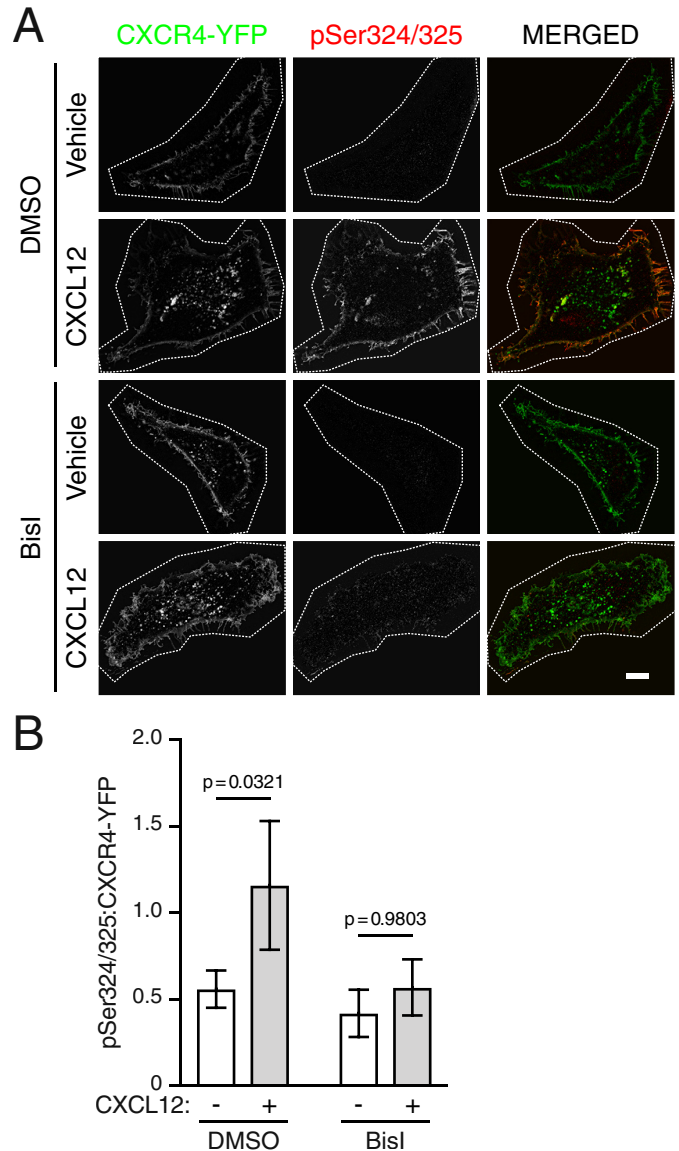 A
CXCR4-YFP pSer324/325 MERGED
DMSO
Vehicle
CXCL12
BisI
Vehicle
CXCL12
B
pSer324/325:CXCR4-YFP
2.0
1.5
1.0
0.5
0
p=0.0321
p=0.9803
CXCL12: - + - +
DMSO BisI